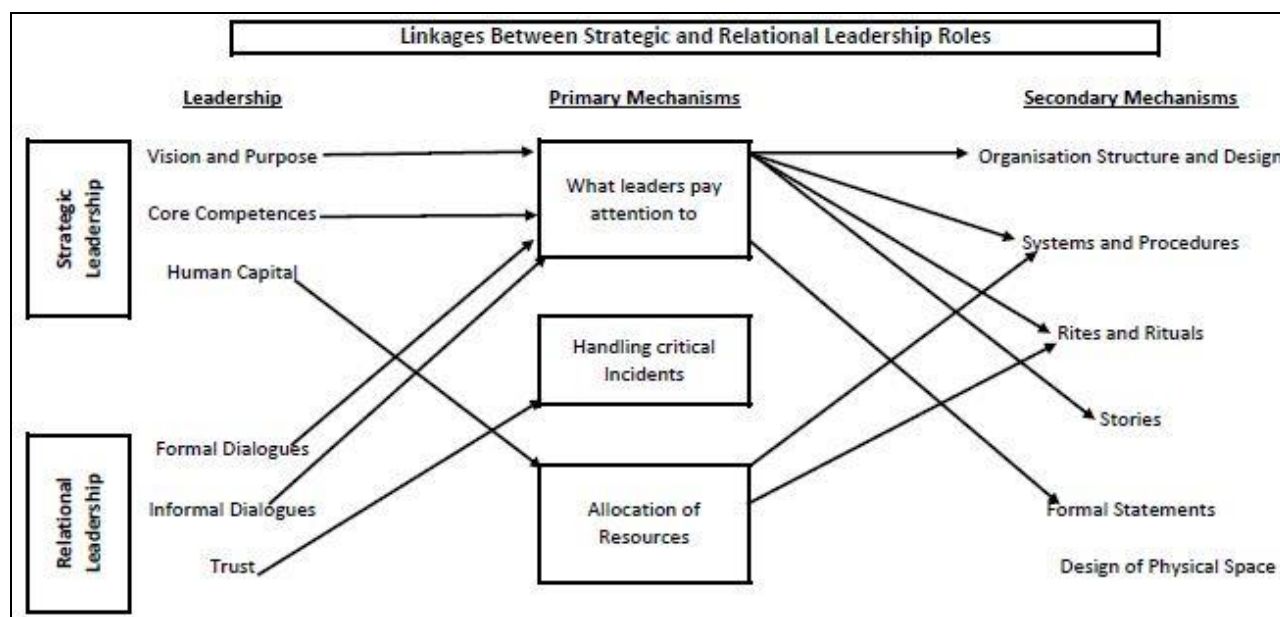 Linkages Between Strategic and Relational Leadership Roles
Leadership
Primary Mechanisms
Secondary Mechanisms
Strategic
Leadership
Vision and Purpose
Core Competences
Human Capital
Relational
Leadership
Formal Dialogues
Informal Dialogues
Trust
What leaders pay
attention to
Handling critical
Incidents
Allocation of
Resources
Organisation Structure and Design
Systems and Procedures
Rites and Rituals
Stories
Formal Statements
Design of Physical Space